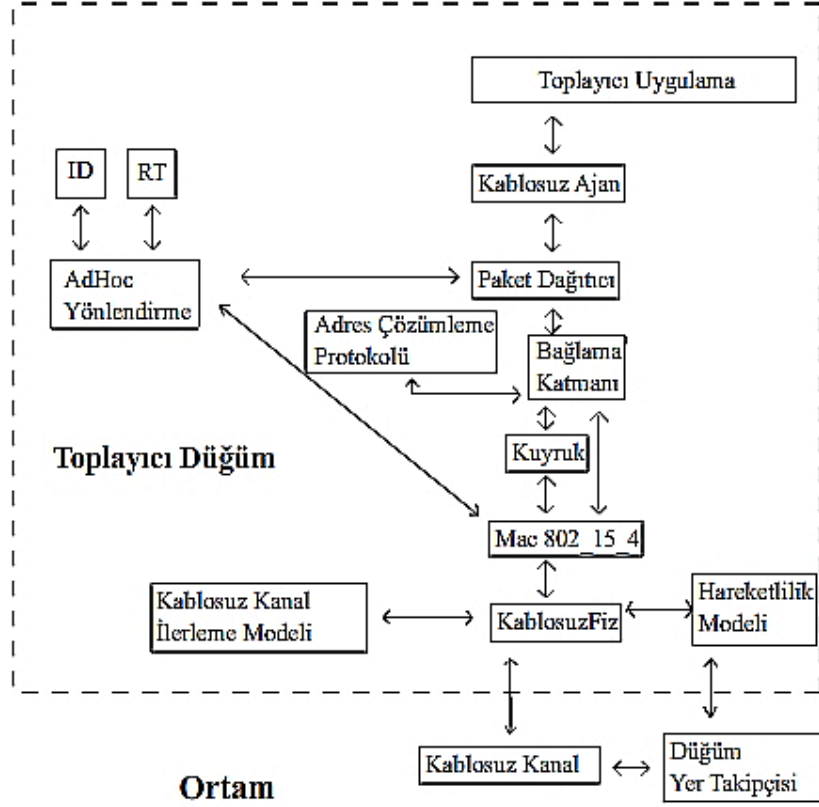 Toplayıcı Uygulama
ID
RT
Kablosuz Ajan
AdHoc
Yönlendirme
Paket Dağıtıcı
Adres Çözümleme
Protokolü
Bağlama
Katmanı
Toplayıcı Düğüm
Kuyruk
Mac 802_15_4
Kablosuz Kanal
İlerleme Modeli
KablosuzFiz
Hareketlilik
Modeli
Kablosuz Kanal
Düğüm
Yer Takipçisi
Ortam